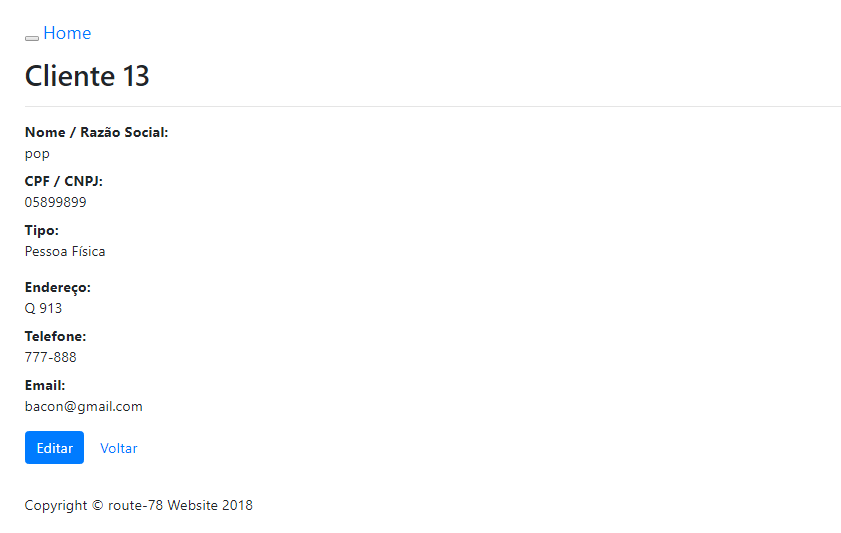 Home
Cliente 13
Nome / Razão Social:
pop
CPF / CNPJ:
05899899
Tipo:
Pessoa Física
Endereço:
Q 913
Telefone:
777-888
Email:
bacon@gmail.com
Editar Voltar
Copyright © route-78 Website 2018